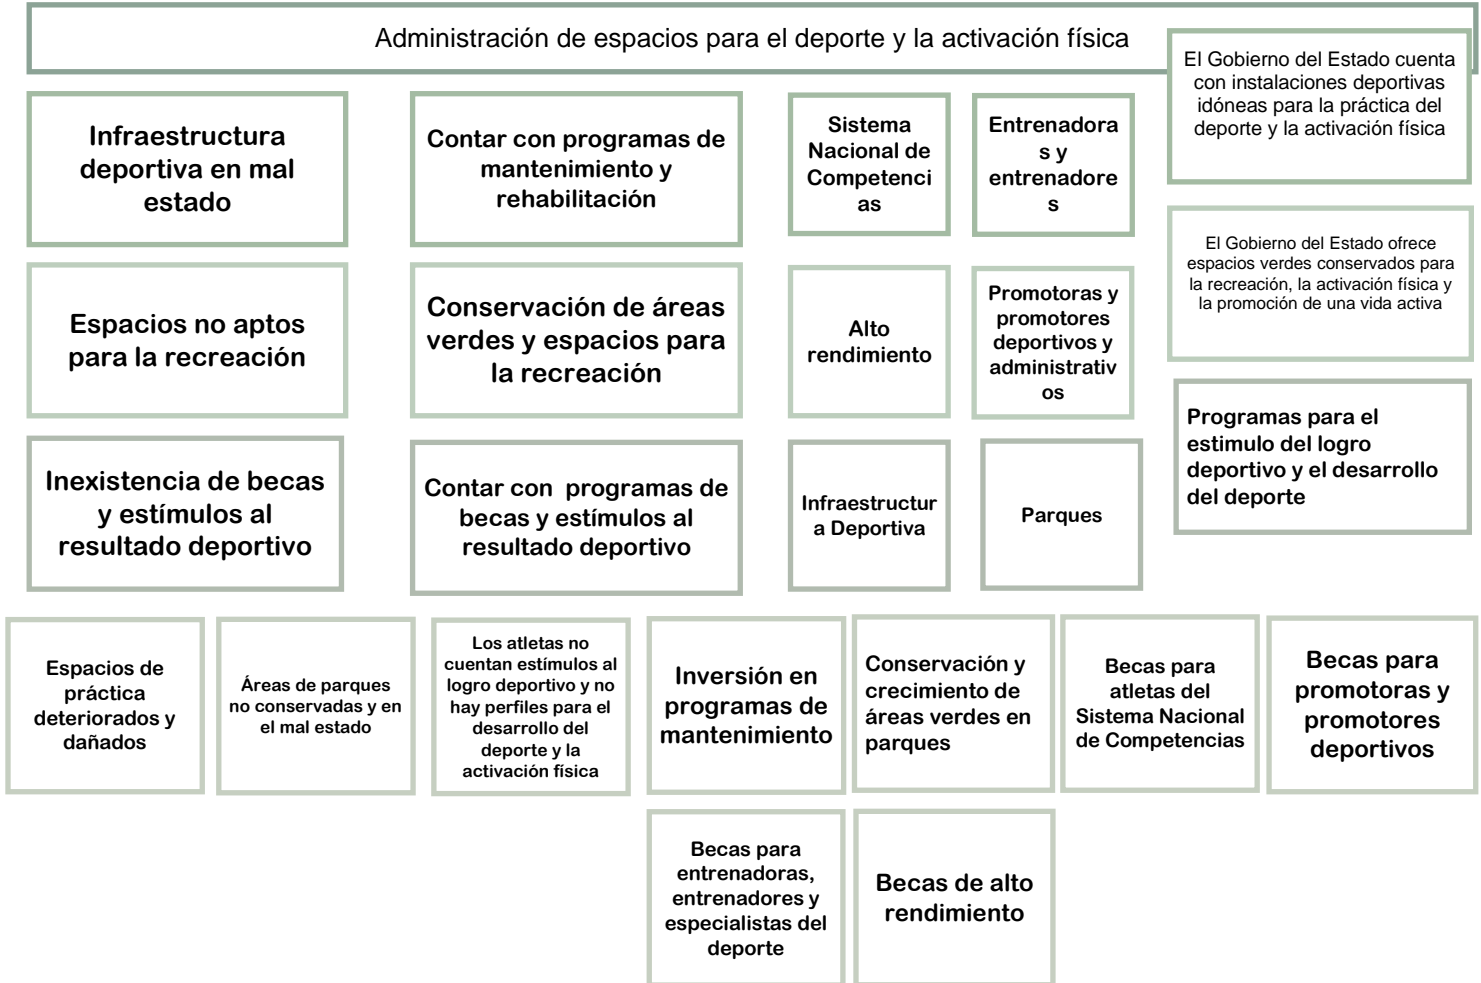 Administración de espacios para el deporte y la activación física
El Gobierno del Estado cuenta
con instalaciones deportivas
idóneas para la práctica del
deporte y la activación física
Infraestructura
deportiva en mal
estado
Contar con programas de
mantenimiento y
rehabilitación
Sistema
Nacional de
Competenci
as
Entrenadora
s y
entrenadore
s
El Gobierno del Estado ofrece
espacios verdes conservados para
la recreación, la activación física y
la promoción de una vida activa
Espacios no aptos
para la recreación
Conservación de áreas
verdes y espacios para
la recreación
Alto
rendimiento
Promotoras y
promotores
deportivos y
administrativ
os
Programas para el
estimulo del logro
deportivo y el desarrollo
del deporte
Inexistencia de becas
y estímulos al
resultado deportivo
Contar con programas de
becas y estímulos al
resultado deportivo
Infraestructur
a Deportiva
Parques
Espacios de
práctica
deteriorados y
dañados
Áreas de parques
no conservadas y en
el mal estado
Los atletas no
cuentan estímulos al
logro deportivo y no
hay perfiles para el
desarrollo del
deporte y la
activación física
Inversión en
programas de
mantenimiento
Conservación y
crecimiento de
áreas verdes en
parques
Becas para
atletas del
Sistema Nacional
de Competencias
Becas para
promotoras y
promotores
deportivos
Becas para
entrenadoras,
entrenadores y
especialistas del
deporte
Becas de alto
rendimiento